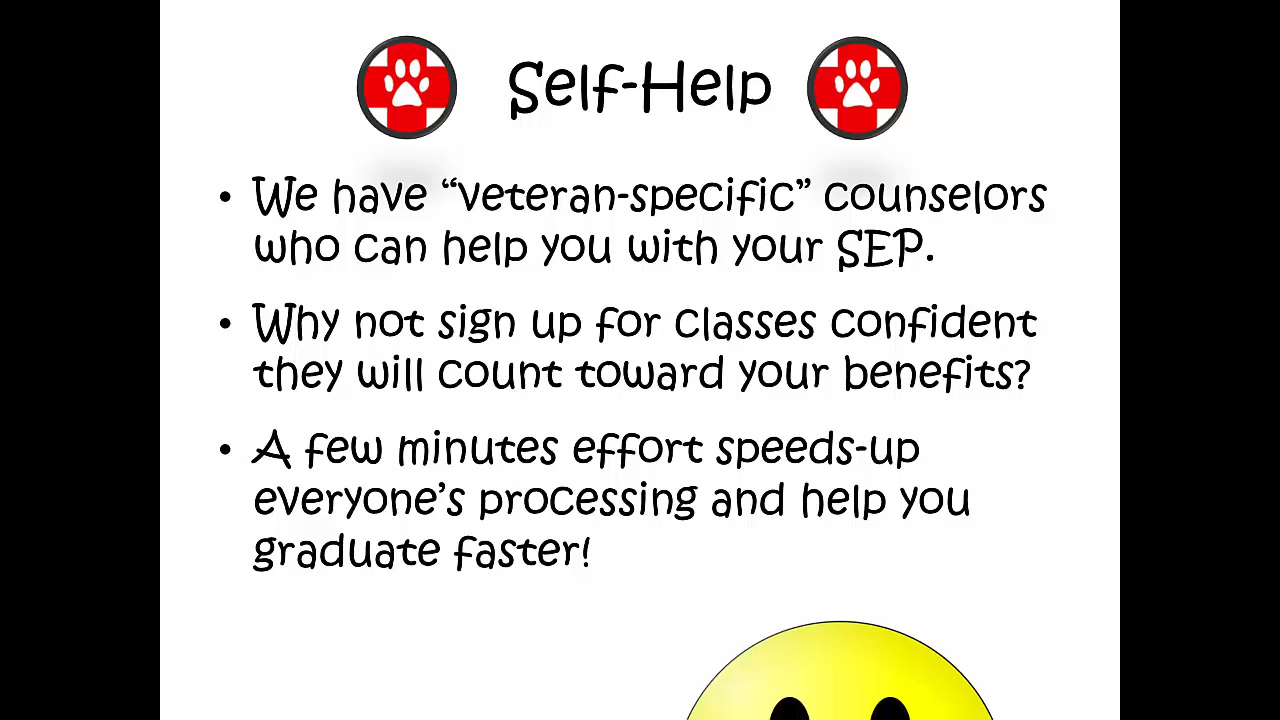 Self-Help
• We have “veteran-specific” counselors
who can help you with your SEP.
• Why not sign up for classes confident
they will count toward your benefits?
• A few minutes effort speeds-up
everyone’s processing and help you
graduate faster!